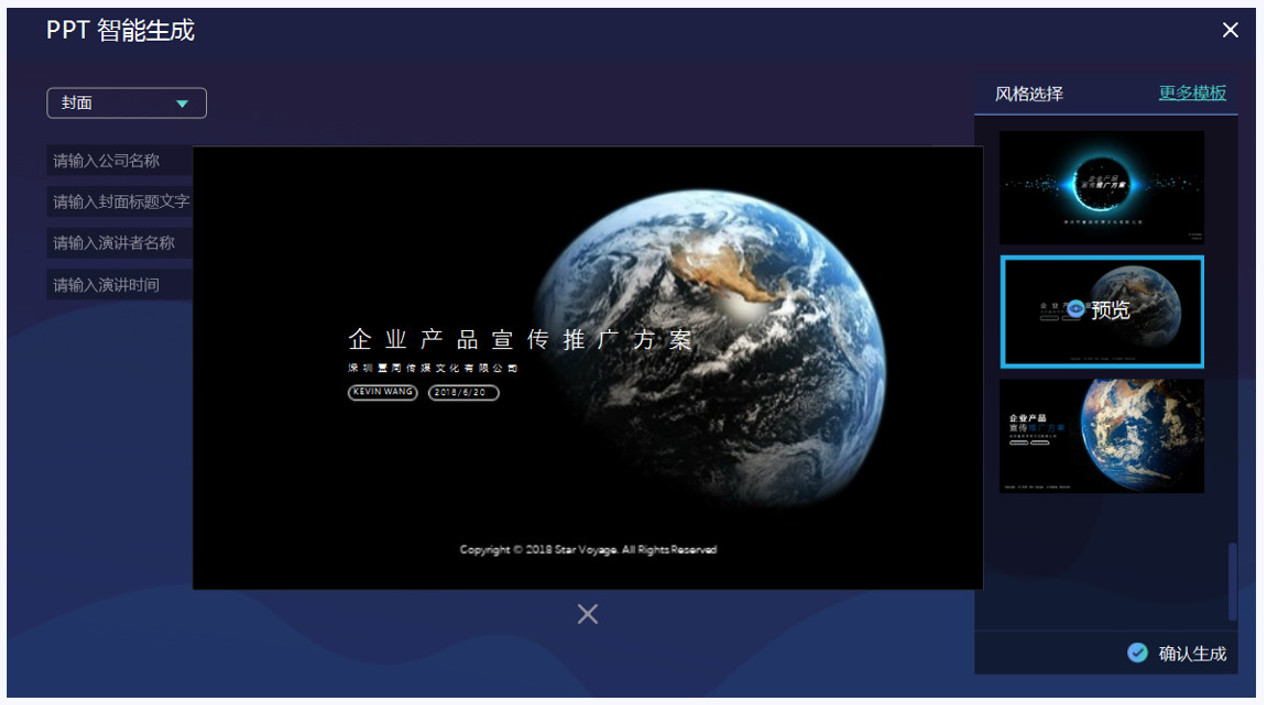 PPT 智能生成
封面
请输入公司名称
请输入封面标题文字
请输入演讲者名称
请输入演讲时间
企业产品宣传推广方案
深圳置周传媒文化有限公司
KEVIN WANG
2018/6/20
Copyright © 2018 Star Voyage. All Rights Reserved
风格选择
更多模板
企业产品
宣传推广方案
预览
企业产品
宣传推广方案
确认生成